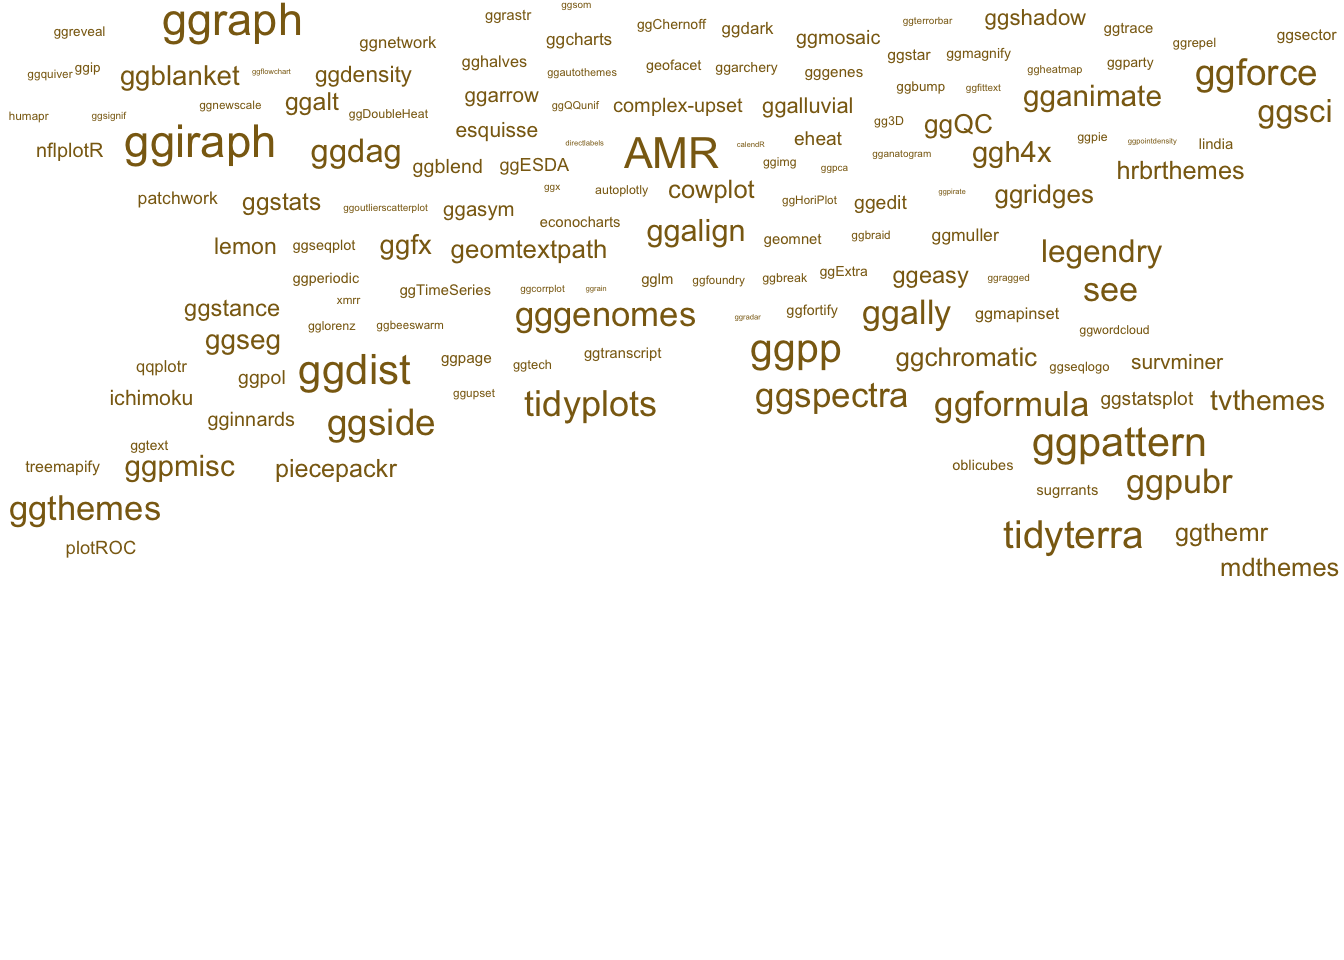 ggsom
ggrastr
ggraph
ggChernoff
ggterrorbar
ggshadow
ggreveal
ggdark
ggtrace
ggsector
ggnetwork
ggcharts
ggmosaic
ggrepel
gghalves
geofacet
ggarchery
ggstar
ggmagnify
ggparty
ggquiver
ggip
ggblanket
ggflowchart
ggdensity
ggautothemes
gggenes
ggheatmap
ggforce
ggnewscale
ggalt
ggarrow
ggbump
ggfittext
gganimate
humapr
ggsignif
ggDoubleHeat
ggQQunif
complex-upset
ggalluvial
ggsci
esquisse
ggiraph
directlabels
AMR
calendR
eheat
ggQC
gg3D
ggpie
ggpointdensity
lindia
nflplotR
ggdag
ggblend
ggESDA
ggimg
ggpca
gganatogram
ggh4x
hrbrthemes
patchwork
ggstats
ggoutlierscatterplot
ggasym
ggx
autoplotly
cowplot
ggHoriPlot
ggedit
ggpirate
ggridges
econocharts
lemon
ggseqplot
ggfx
geomtextpath
ggalign
geomnet
ggbraid
ggmuller
legendry
ggperiodic
xmrr
ggTimeSeries
ggcorrplot
ggrain
gglm
ggfoundry
ggbreak
ggExtra
ggeasy
ggragged
see
ggstance
gglorenz
ggbeeswarm
gggenomes
ggradar
ggfortify
ggally
ggmapinset
ggwordcloud
ggseg
qqplotr
ggpol
ggdist
ggpage
ggtech
ggtranscript
ggpp
ggchromatic
ggseqlogo
survminer
ichimoku
ggupset
tidyplots
ggspectra
ggformula
ggstatsplot
tvthemes
gginnards
ggside
ggtext
ggpattern
treemapify
ggpmisc
piecepackr
oblicubes
sugrrants
ggpubr
ggthemes
tidyterra
ggthemr
plotROC
mdthemes